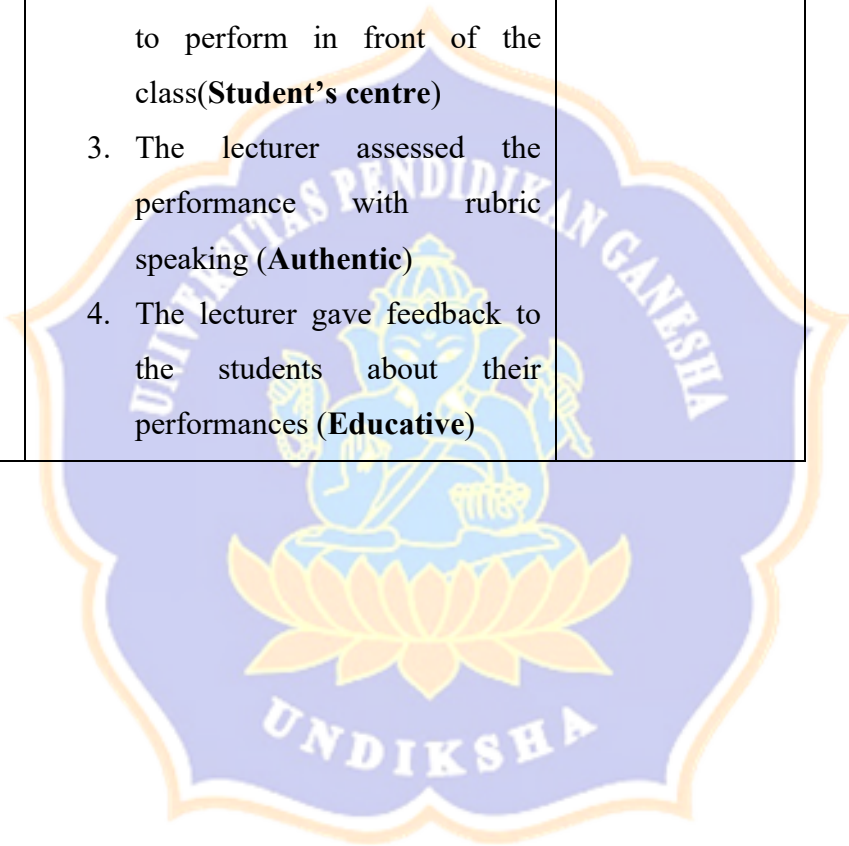 to perform in front of the
class(Student’s centre)
3. The lecturer assessed the
performance with rubric
speaking (Authentic)
4. The lecturer gave feedback to
the students about their
performances (Educative)
UNIVERSITAS PENDIDIKAN GANESHA
UNDIKSHA